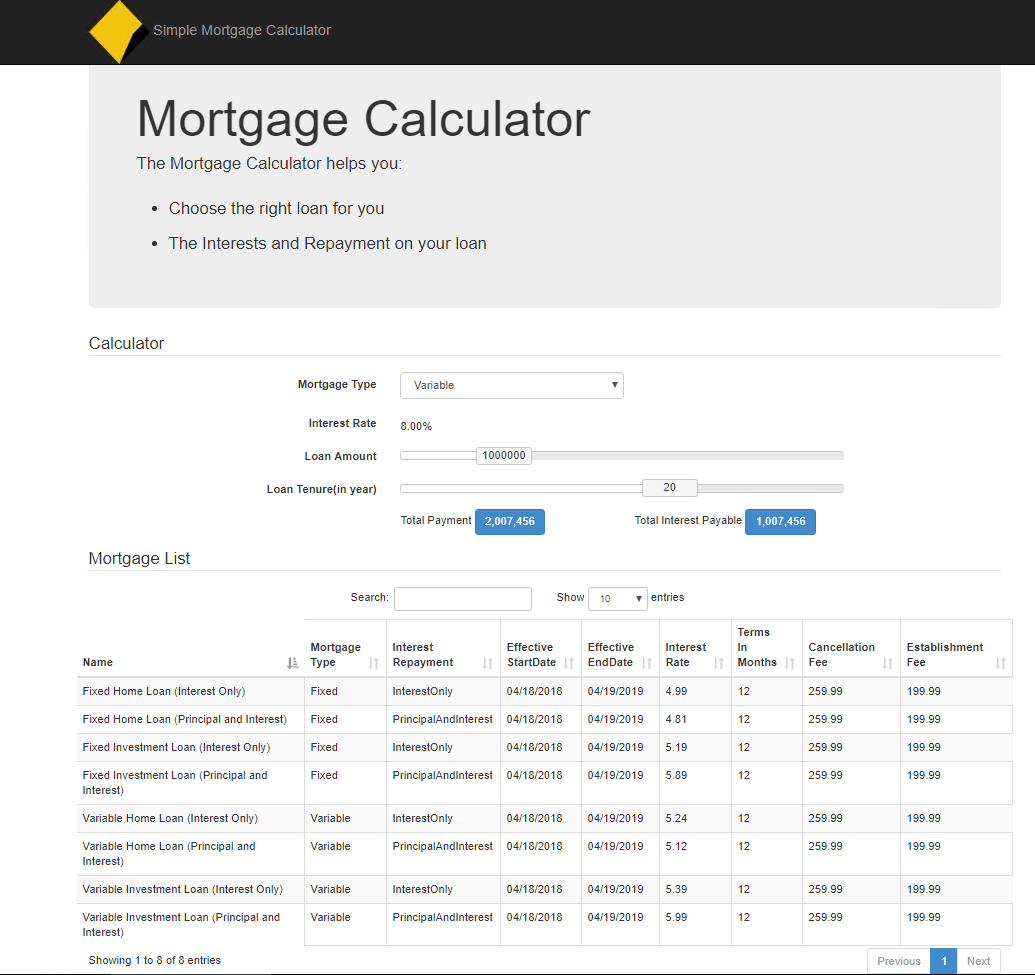 Simple Mortgage Calculator
Mortgage Calculator
The Mortgage Calculator helps you:
• Choose the right loan for you
• The Interests and Repayment on your loan
Calculator
Mortgage Type Variable
Interest Rate 8.00%
Loan Amount 1000000
Loan Tenure(in year) 20
Total Payment 2,007,456 Total Interest Payable 1,007,456
Mortgage List
Search: Show 10 entries
Name Mortgage Type Interest Repayment Effective StartDate Effective EndDate Interest Rate Terms In Months Cancellation Fee Establishment Fee
Fixed Home Loan (Interest Only) Fixed InterestOnly 04/18/2018 04/19/2019 4.99 12 259.99 199.99
Fixed Home Loan (Principal and Interest) Fixed PrincipalAndInterest 04/18/2018 04/19/2019 4.81 12 259.99 199.99
Fixed Investment Loan (Interest Only) Fixed InterestOnly 04/18/2018 04/19/2019 5.19 12 259.99 199.99
Fixed Investment Loan (Principal and Fixed PrincipalAndInterest 04/18/2018 04/19/2019 5.89 12 259.99 199.99
Interest)
Variable Home Loan (Interest Only) Variable InterestOnly 04/18/2018 04/19/2019 5.24 12 259.99 199.99
Variable Home Loan (Principal and Variable PrincipalAndInterest 04/18/2018 04/19/2019 5.12 12 259.99 199.99
Interest)
Variable Investment Loan (Interest Only) Variable InterestOnly 04/18/2018 04/19/2019 5.39 12 259.99 199.99
Variable Investment Loan (Principal and Variable PrincipalAndInterest 04/18/2018 04/19/2019 5.99 12 259.99 199.99
Interest)
Showing 1 to 8 of 8 entries Previous 1 Next